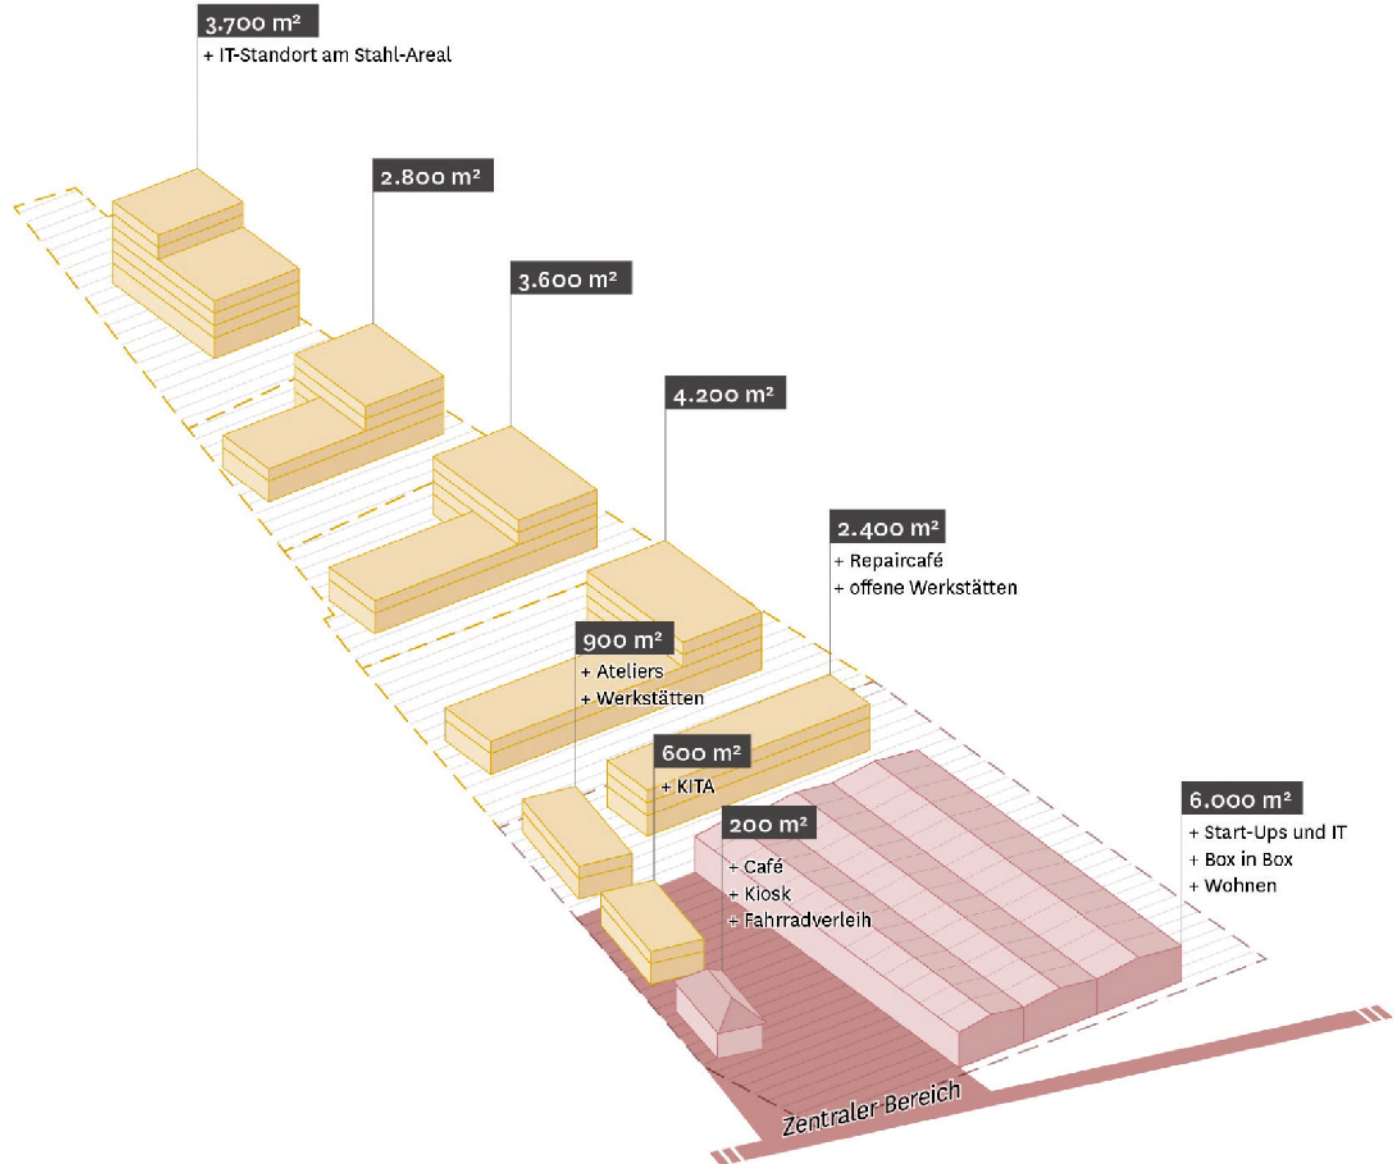 3.700 m²
+ IT-Standort am Stahl-Areal
2.800 m²
3.600 m²
4.200 m²
2.400 m²
+ Repaircafé
+ offene Werkstätten
900 m²
+ Ateliers
+ Werkstätten
600 m²
+ KITA
200 m²
+ Café
+ Kiosk
+ Fahrradverleih
6.000 m²
+ Start-Ups und IT
+ Box in Box
+ Wohnen
Zentraler Bereich